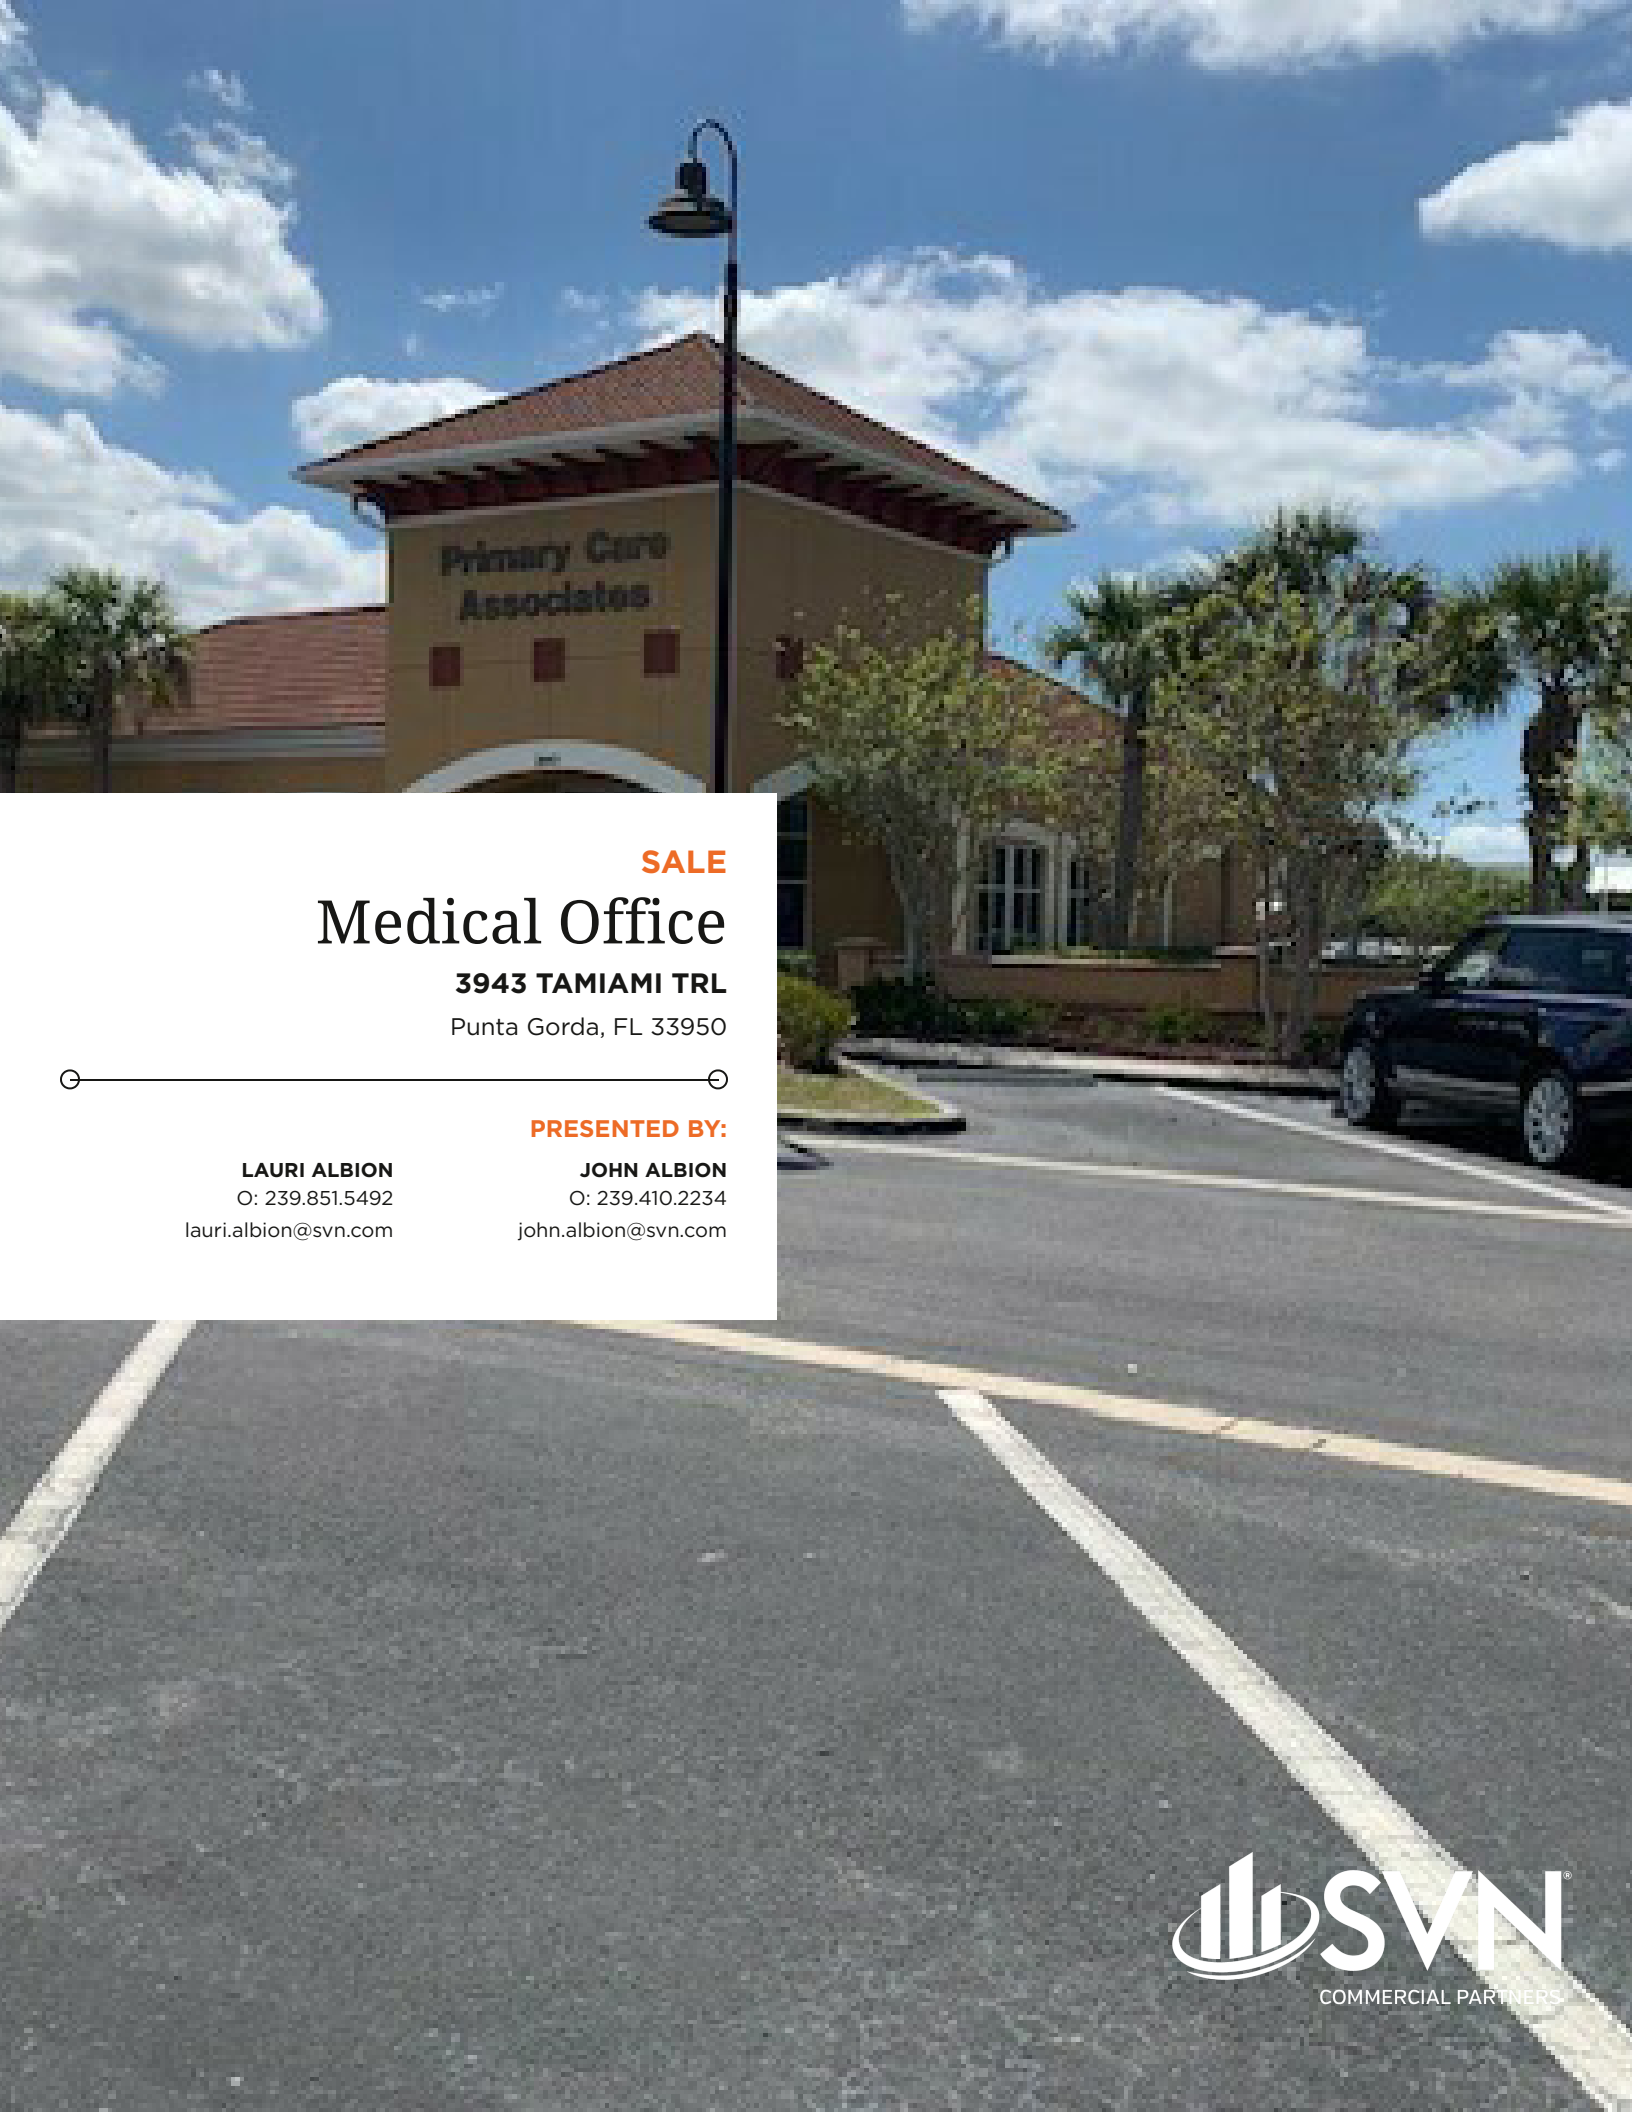 Primary Care
Associates
SALE
Medical Office
3943 TAMIAMI TRL
Punta Gorda, FL 33950
PRESENTED BY:
LAURI ALBION
O: 239.851.5492
lauri.albion@svn.com
JOHN ALBION
O: 239.410.2234
john.albion@svn.com
SVN®
COMMERCIAL PARTNERS